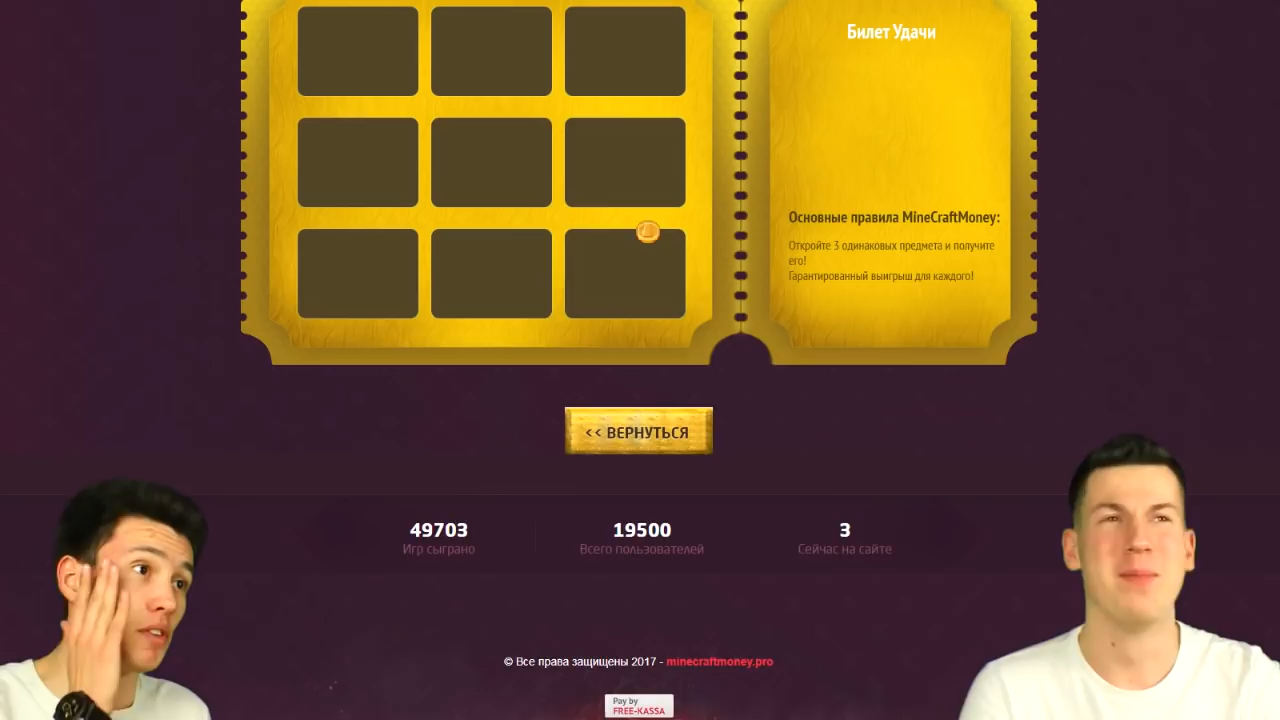 Билет Удачи
Основные правила MineCraftMoney:
Откройте 3 одинаковых предмета и получите
его!
Гарантированный выигрыш для каждого!
<< ВЕРНУТЬСЯ
49703
Игр сыграно
19500
Всего пользователей
3
Сейчас на сайте
© Все права защищены 2017 - minecraftmoney.pro
Pay by
FREE-KASSA